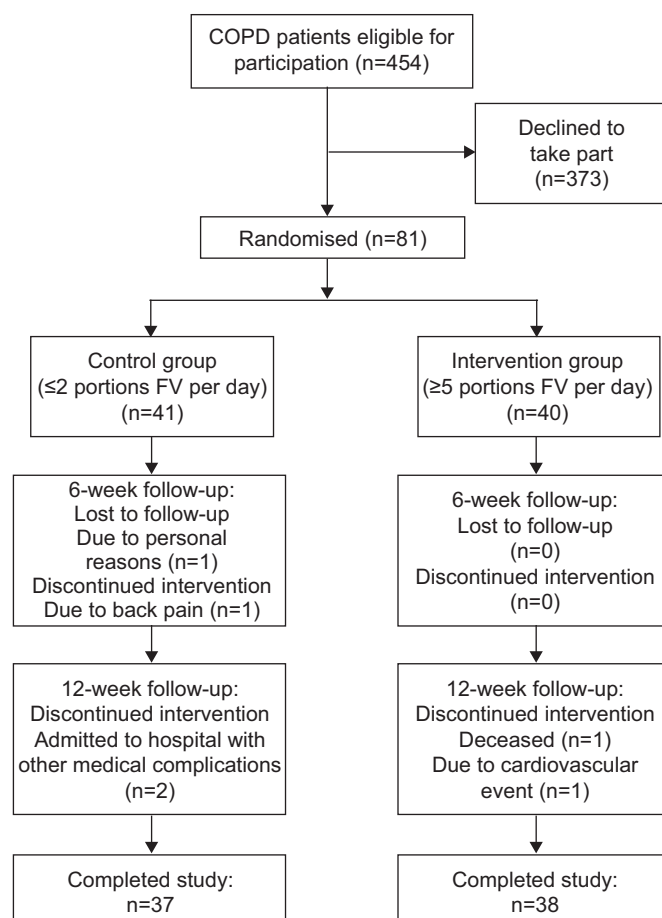 COPD patients eligible for
participation (n=454)
Declined to
take part
(n=373)
Randomised (n=81)
Control group
(≤2 portions FV per day)
(n=41)
Intervention group
(≥5 portions FV per day)
(n=40)
6-week follow-up:
Lost to follow-up
Due to personal
reasons (n=1)
Discontinued intervention
Due to back pain (n=1)
6-week follow-up:
Lost to follow-up
(n=0)
Discontinued intervention
(n=0)
12-week follow-up:
Discontinued intervention
Admitted to hospital with
other medical complications
(n=2)
12-week follow-up:
Discontinued intervention
Deceased (n=1)
Due to cardiovascular
event (n=1)
Completed study:
n=37
Completed study:
n=38